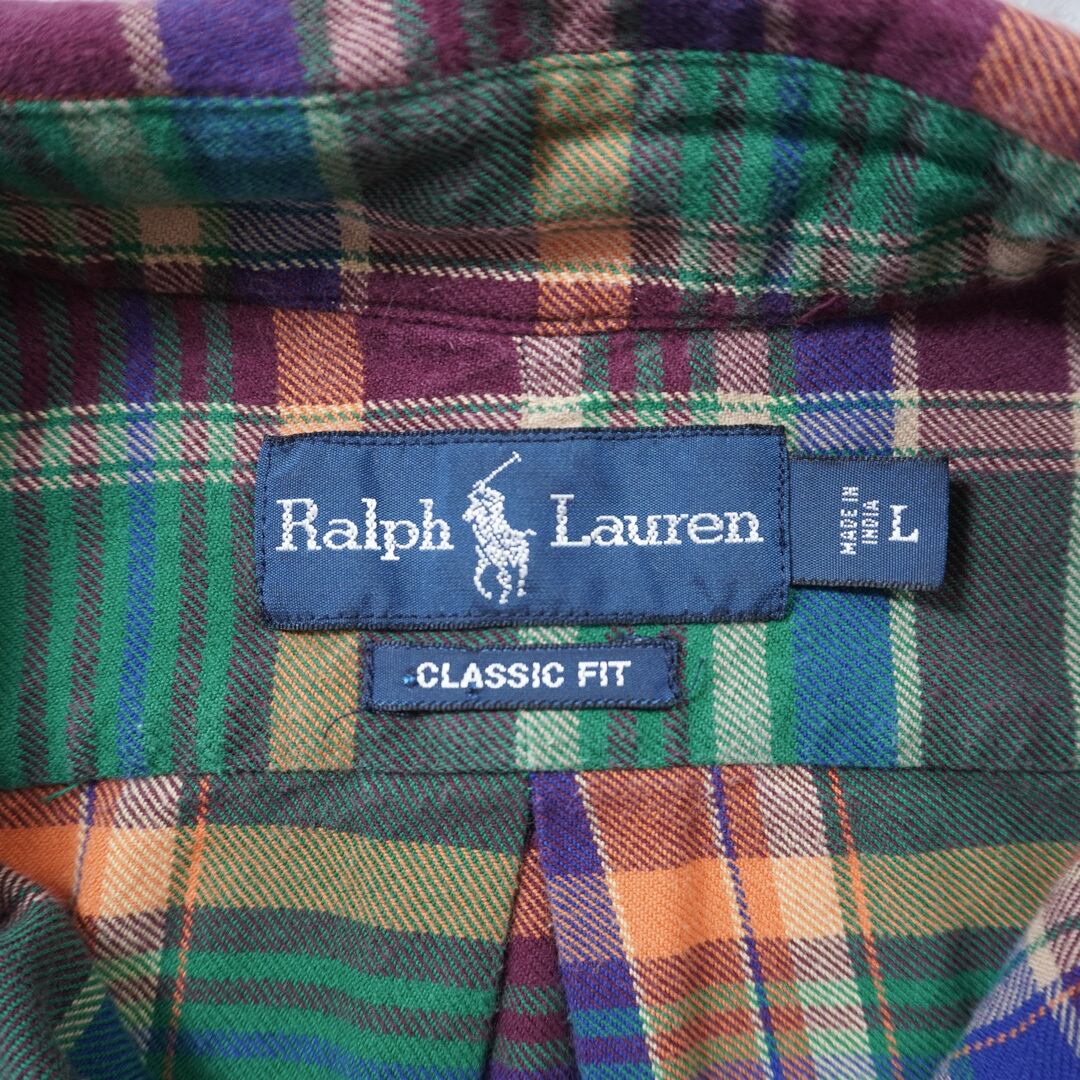 Ralph Lauren
MADE IN
INDIA
L
CLASSIC FIT